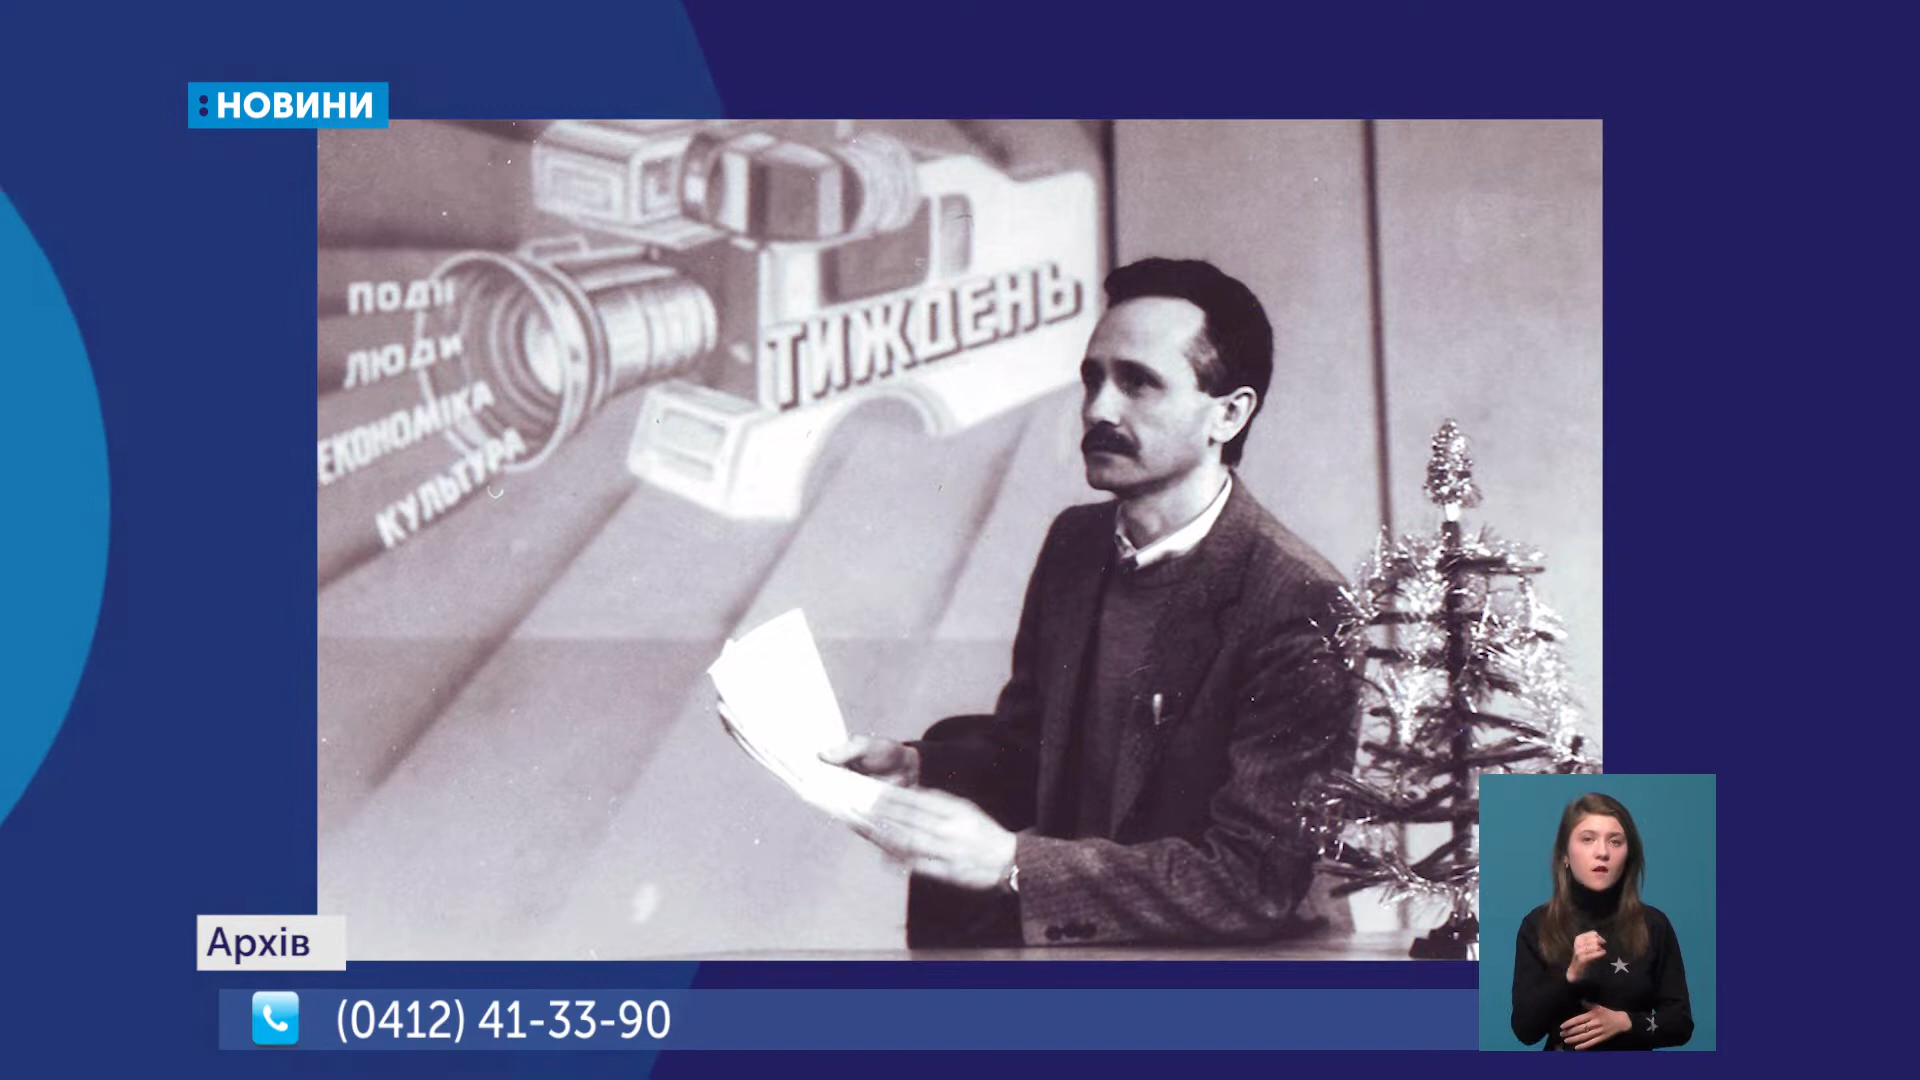 :НОВИНИ
ПОДІЇ
ЛЮДИ
ЕКОНОМІКА
КУЛЬТУРА
ТИЖДЕНЬ
Архів
(0412) 41-33-90